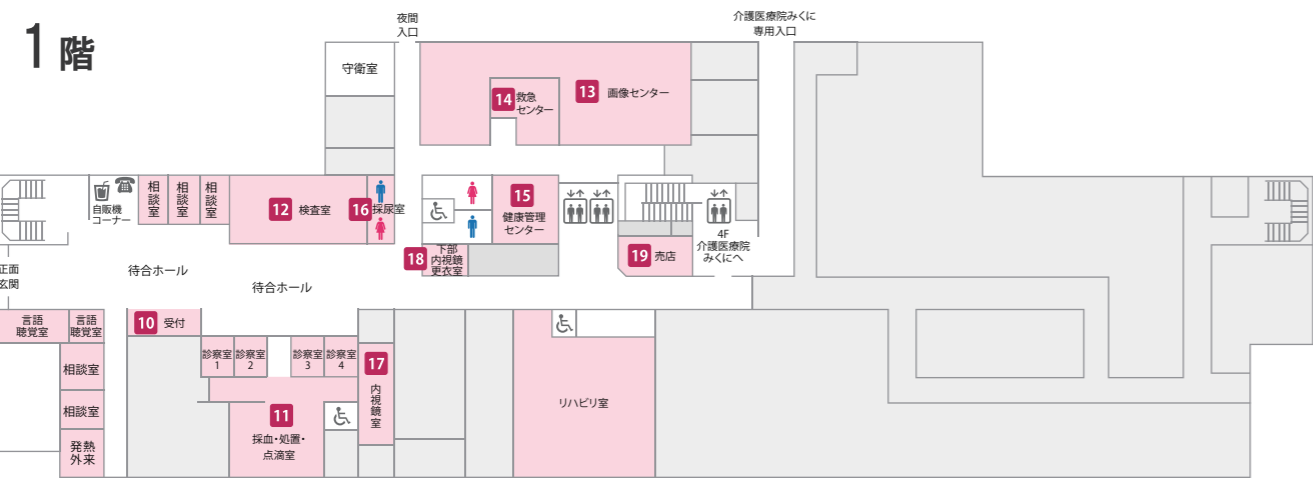 1 階
夜間
入口
介護医療院みくに
専用入口
守衛室
14 救急
センター
13 画像センター
自販機
コーナー
相談室
相談室
相談室
12 検査室
16 採尿室
15
健康管理
センター
18 下部
内視鏡
更衣室
19 売店
4F
介護医療院
みくにへ
正面
玄関
待合ホール
待合ホール
言語
聴覚室
言語
聴覚室
10 受付
相談室
相談室
発熱
外来
診察室
1
診察室
2
診察室
3
診察室
4
17
内視鏡室
11
採血・処置・
点滴室
リハビリ室